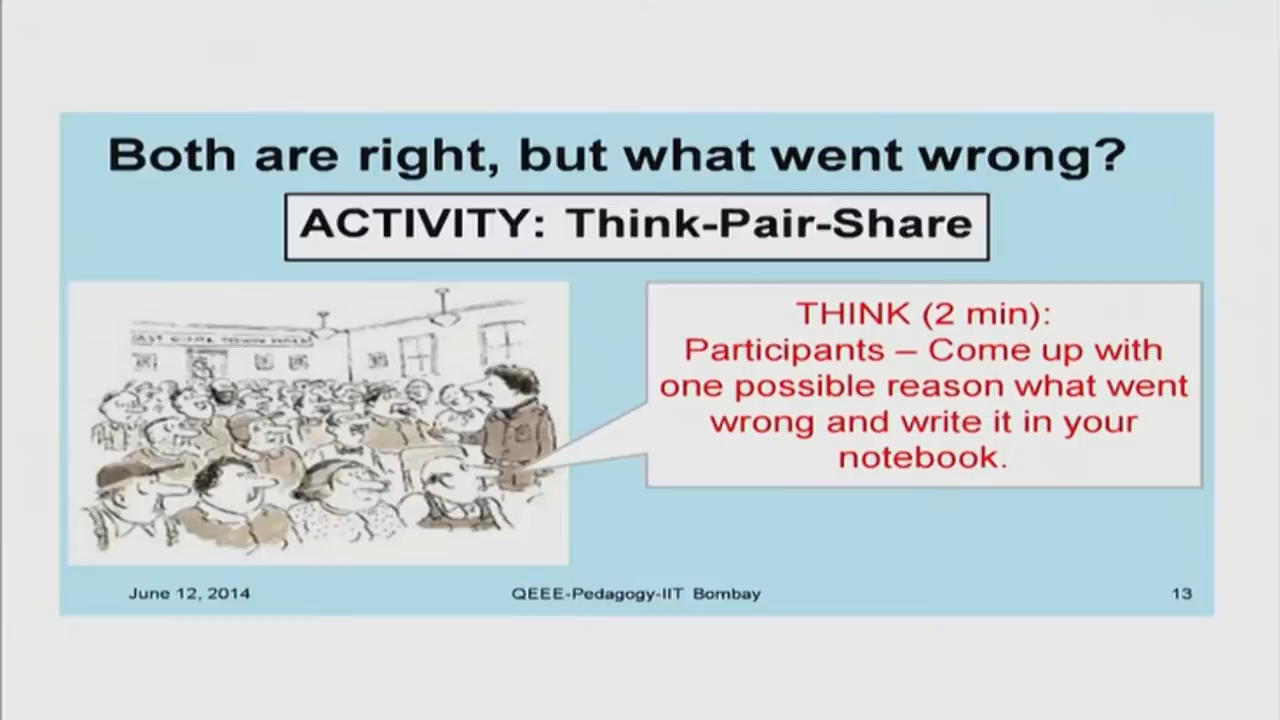 Both are right, but what went wrong?
ACTIVITY: Think-Pair-Share
THINK (2 min):
Participants – Come up with
one possible reason what went
wrong and write it in your
notebook.
June 12, 2014
QEEE-Pedagogy-IIT Bombay
13